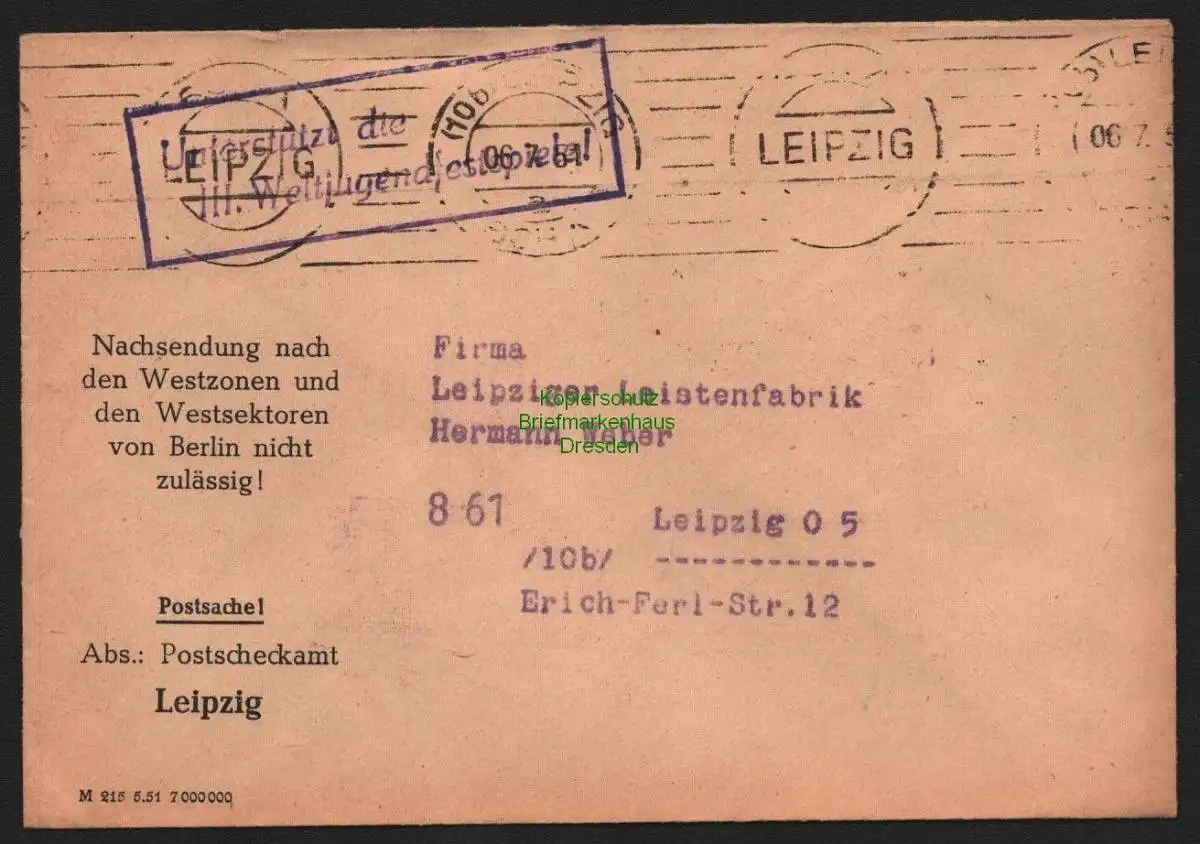 Unterstützt die
III. Weltjugendfestspiele!
LEIPZIG
(10b)
06.7.51
LEIPZIG
06.7.5
Nachsendung nach
den Westzonen und
den Westsektoren
von Berlin nicht
zulässig!
Postsache!
Abs.: Postscheckamt
Leipzig
M 215 5.51 7000000
Firma
Leipziger Leistenfabrik
Hermann Weber
8 61
Leipzig O 5
/10b/ ------------
Erich-Ferl-Str.12
Kopierschutz
Briefmarkenhaus
Dresden